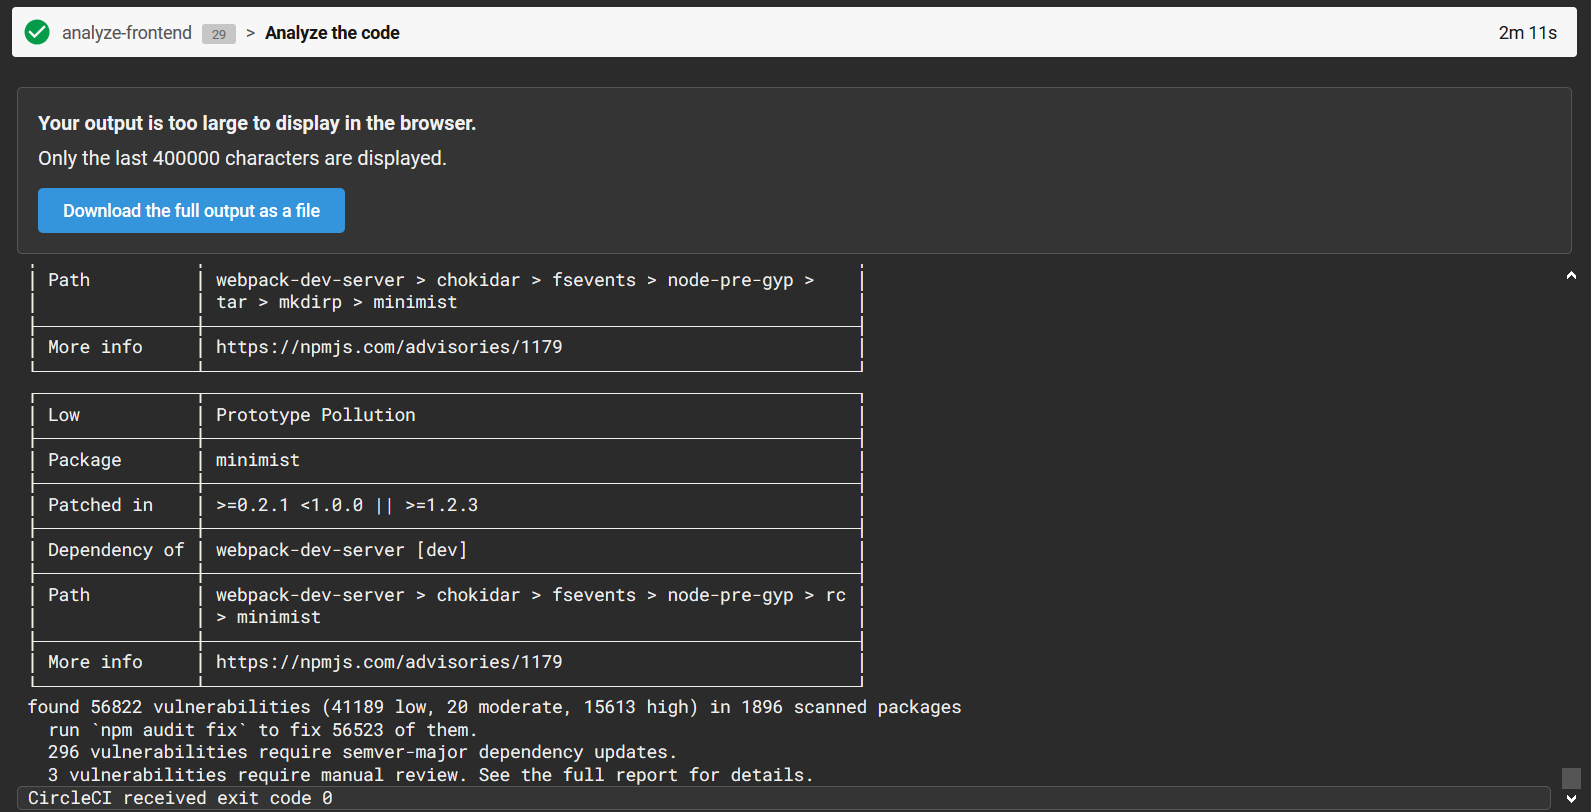 analyze-frontend 29 > Analyze the code 2m 11s
Your output is too large to display in the browser.
Only the last 400000 characters are displayed.
Download the full output as a file
Path webpack-dev-server > chokidar > fsevents > node-pre-gyp >
tar > mkdirp > minimist
More info https://npmjs.com/advisories/1179
Low Prototype Pollution
Package minimist
Patched in >=0.2.1 <1.0.0 || >=1.2.3
Dependency of webpack-dev-server [dev]
Path webpack-dev-server > chokidar > fsevents > node-pre-gyp > rc
> minimist
More info https://npmjs.com/advisories/1179
found 56822 vulnerabilities (41189 low, 20 moderate, 15613 high) in 1896 scanned packages
run `npm audit fix` to fix 56523 of them.
296 vulnerabilities require semver-major dependency updates.
3 vulnerabilities require manual review. See the full report for details.
CircleCI received exit code 0